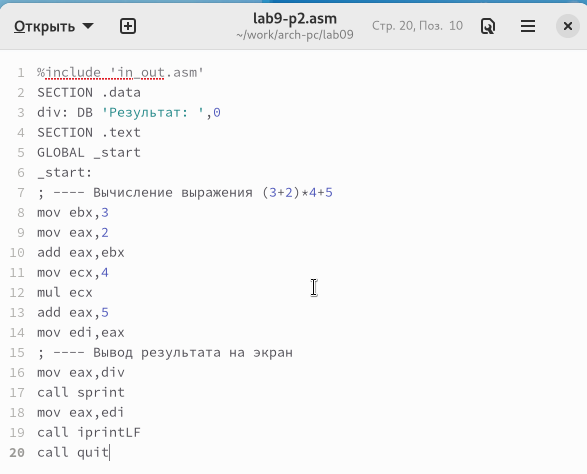 Открыть
lab9-p2.asm
~/work/arch-pc/lab09
Стр. 20, Поз. 10
1 %include 'in_out.asm'
2 SECTION .data
3 div: DB 'Результат: ',0
4 SECTION .text
5 GLOBAL _start
6 _start:
7 ; ---- Вычисление выражения (3+2)*4+5
8 mov ebx,3
9 mov eax,2
10 add eax,ebx
11 mov ecx,4
12 mul ecx
13 add eax,5
14 mov edi,eax
15 ; ---- Вывод результата на экран
16 mov eax,div
17 call sprint
18 mov eax,edi
19 call iprintLF
20 call quit